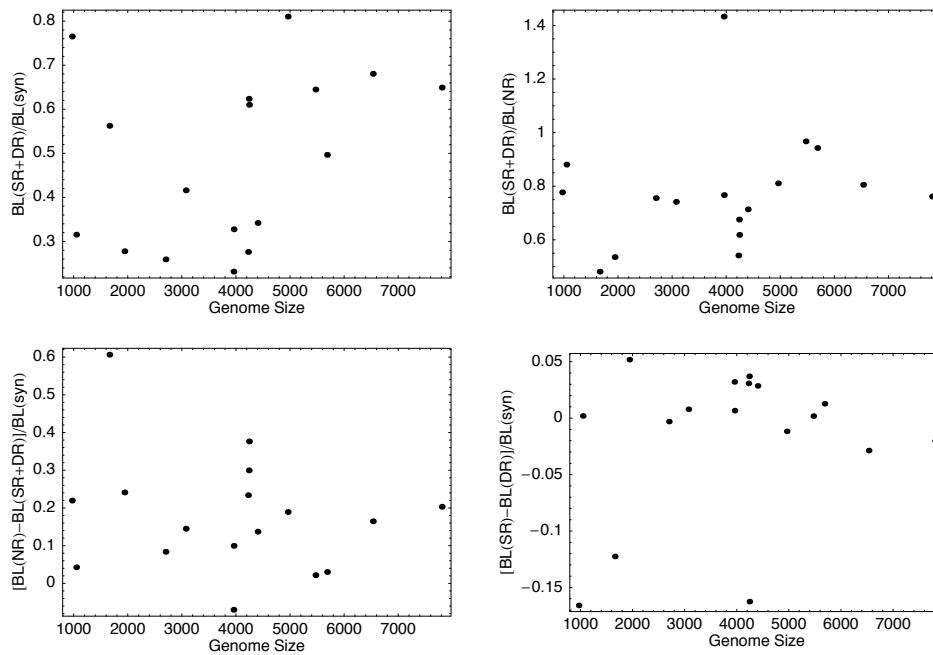 0.8
0.7
0.6
0.5
0.4
0.3
BL(SR+DR)/BL(syn)
1000 2000 3000 4000 5000 6000 7000
Genome Size
1.4
1.2
1
0.8
0.6
BL(SR+DR)/BL(NR)
1000 2000 3000 4000 5000 6000 7000
Genome Size
0.6
0.5
0.4
0.3
0.2
0.1
0
[BL(NR)−BL(SR+DR)]/BL(syn)
1000 2000 3000 4000 5000 6000 7000
Genome Size
0.05
0
−0.05
−0.1
−0.15
[BL(SR)−BL(DR)]/BL(syn)
1000 2000 3000 4000 5000 6000 7000
Genome Size